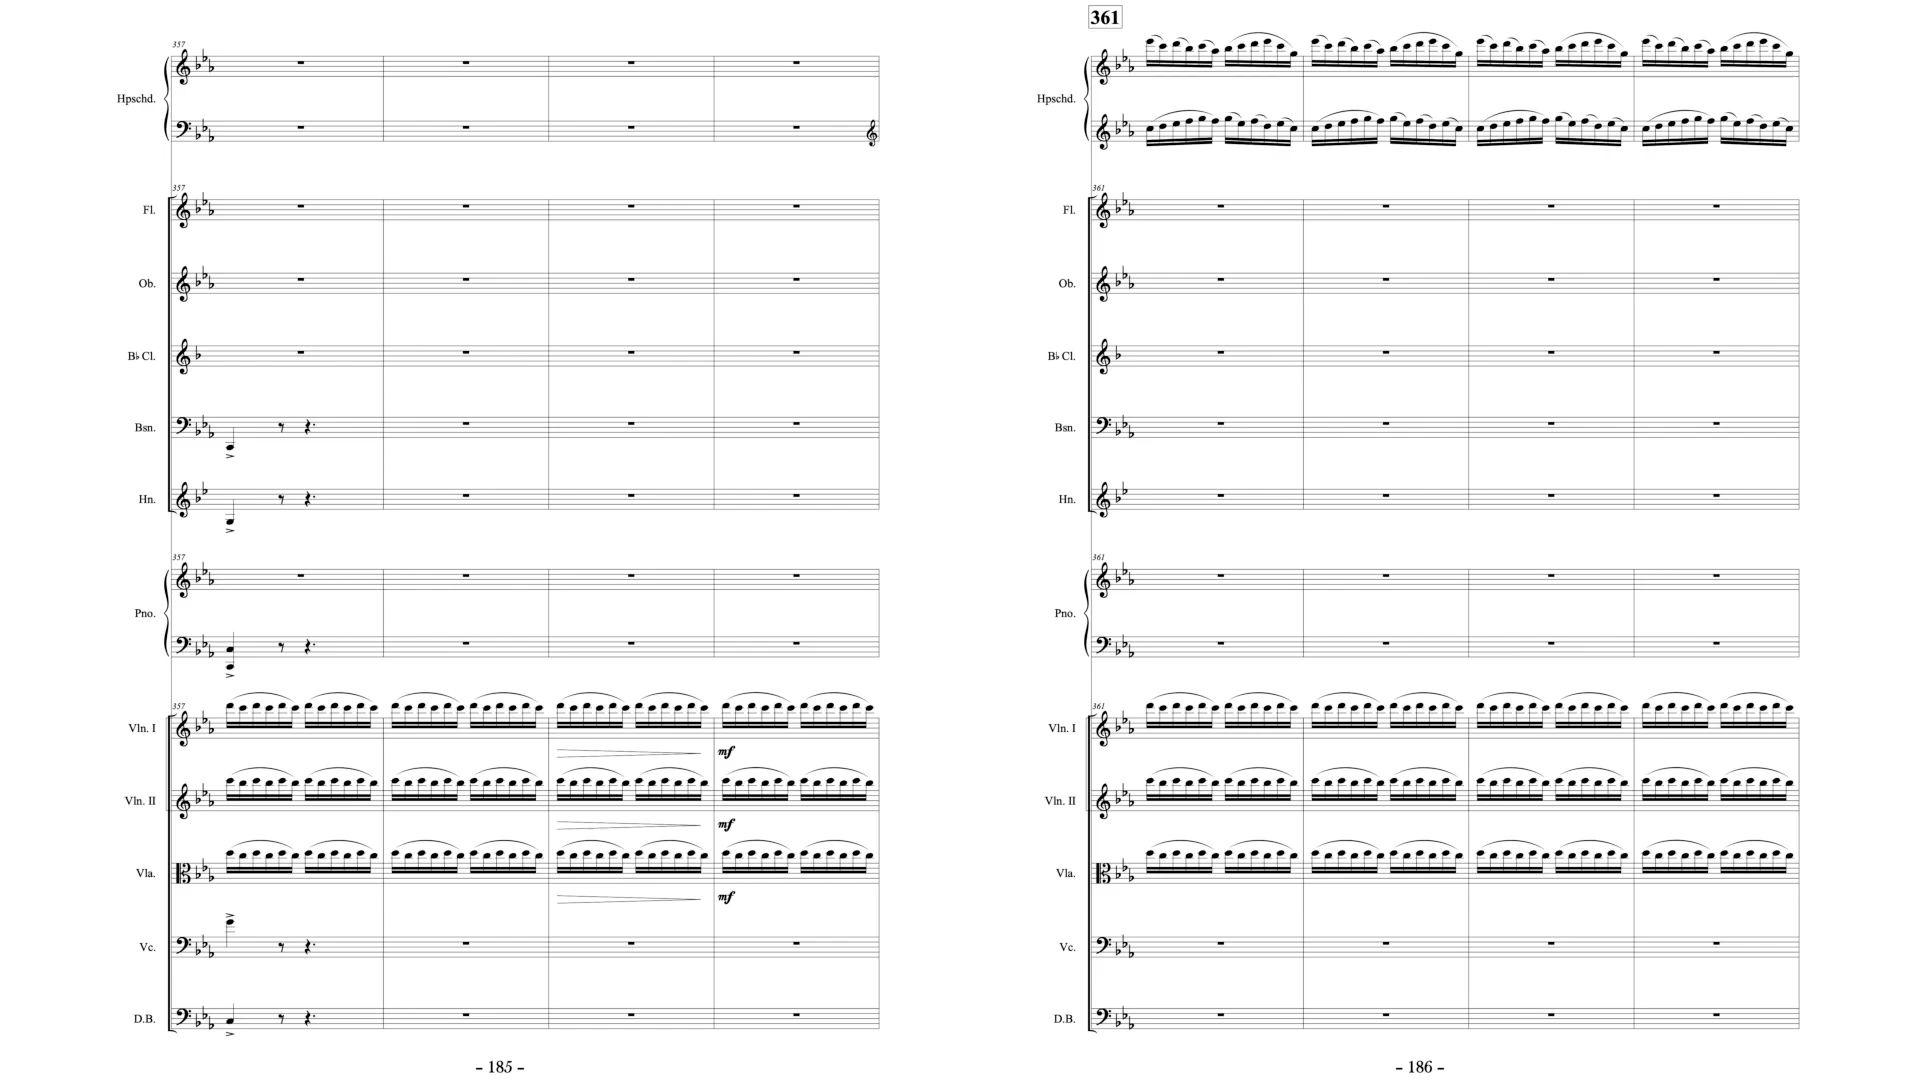 357
Hpschd.
357
Fl.
Ob.
B♭ Cl.
Bsn.
Hn.
357
Pno.
357
Vln. I
mf
Vln. II
mf
Vla.
mf
Vc.
D.B.
- 185 -
361
Hpschd.
361
Fl.
Ob.
B♭ Cl.
Bsn.
Hn.
361
Pno.
361
Vln. I
Vln. II
Vla.
Vc.
D.B.
- 186 -